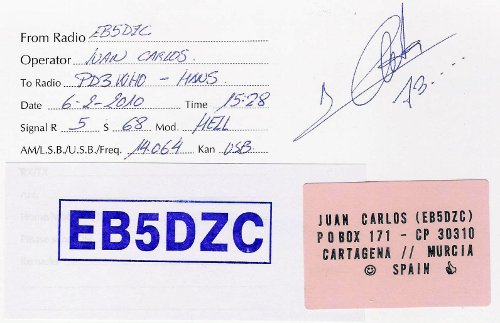 From Radio EB5DZC
Operator JUAN CARLOS.
To Radio PD3WHO - HANS
Date 6-2-2010 Time 15:28
Signal R 5 S 68 Mod. HELL
AM/L.S.B./U.S.B./Freq. 14.064 Kan USB
73....
EB5DZC
JUAN CARLOS (EB5DZC)
P O BOX 171 - CP 30310
CARTAGENA // MURCIA
☺ SPAIN